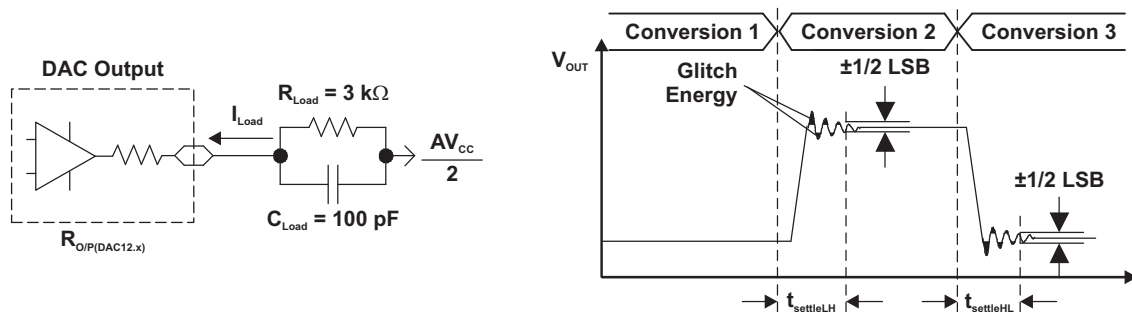 DAC Output
I_Load
R_Load = 3 kΩ
AV_CC
2
C_Load = 100 pF
R_O/P(DAC12.x)
Conversion 1
Conversion 2
Conversion 3
V_OUT
Glitch
Energy
±1/2 LSB
±1/2 LSB
t_settleLH
t_settleHL